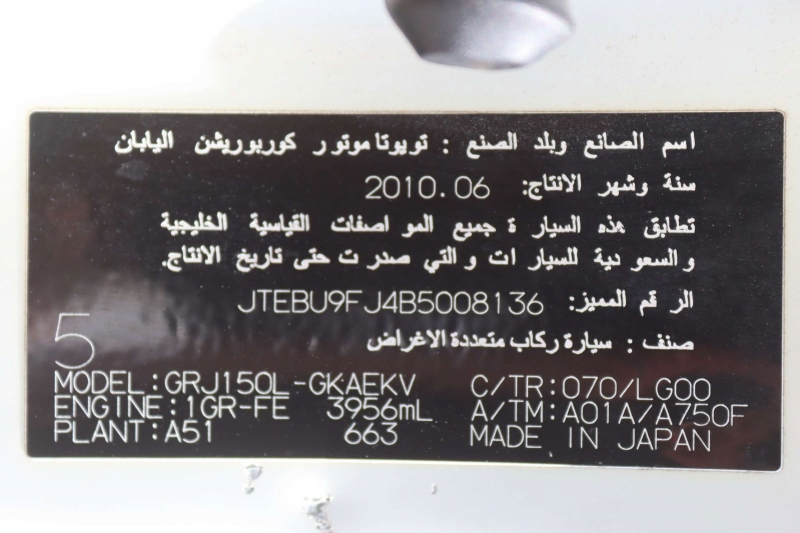 اسم الصانع وبلد الصنع : تويوتا موتور كوربوريشن اليابان
سنة وشهر الانتاج: 2010.06
تطابق هذه السيارة جميع المواصفات القياسية الخليجية
والسعودية للسيارات والتي صدرت حتى تاريخ الانتاج.
الرقم المميز: JTEBU9FJ4B5008136
صنف : سيارة ركاب متعددة الاغراض
5
MODEL:GRJ150L-GKAEKV C/TR:070/LG00
ENGINE:1GR-FE 3956mL A/TM:A01A/A750F
PLANT:A51 663 MADE IN JAPAN